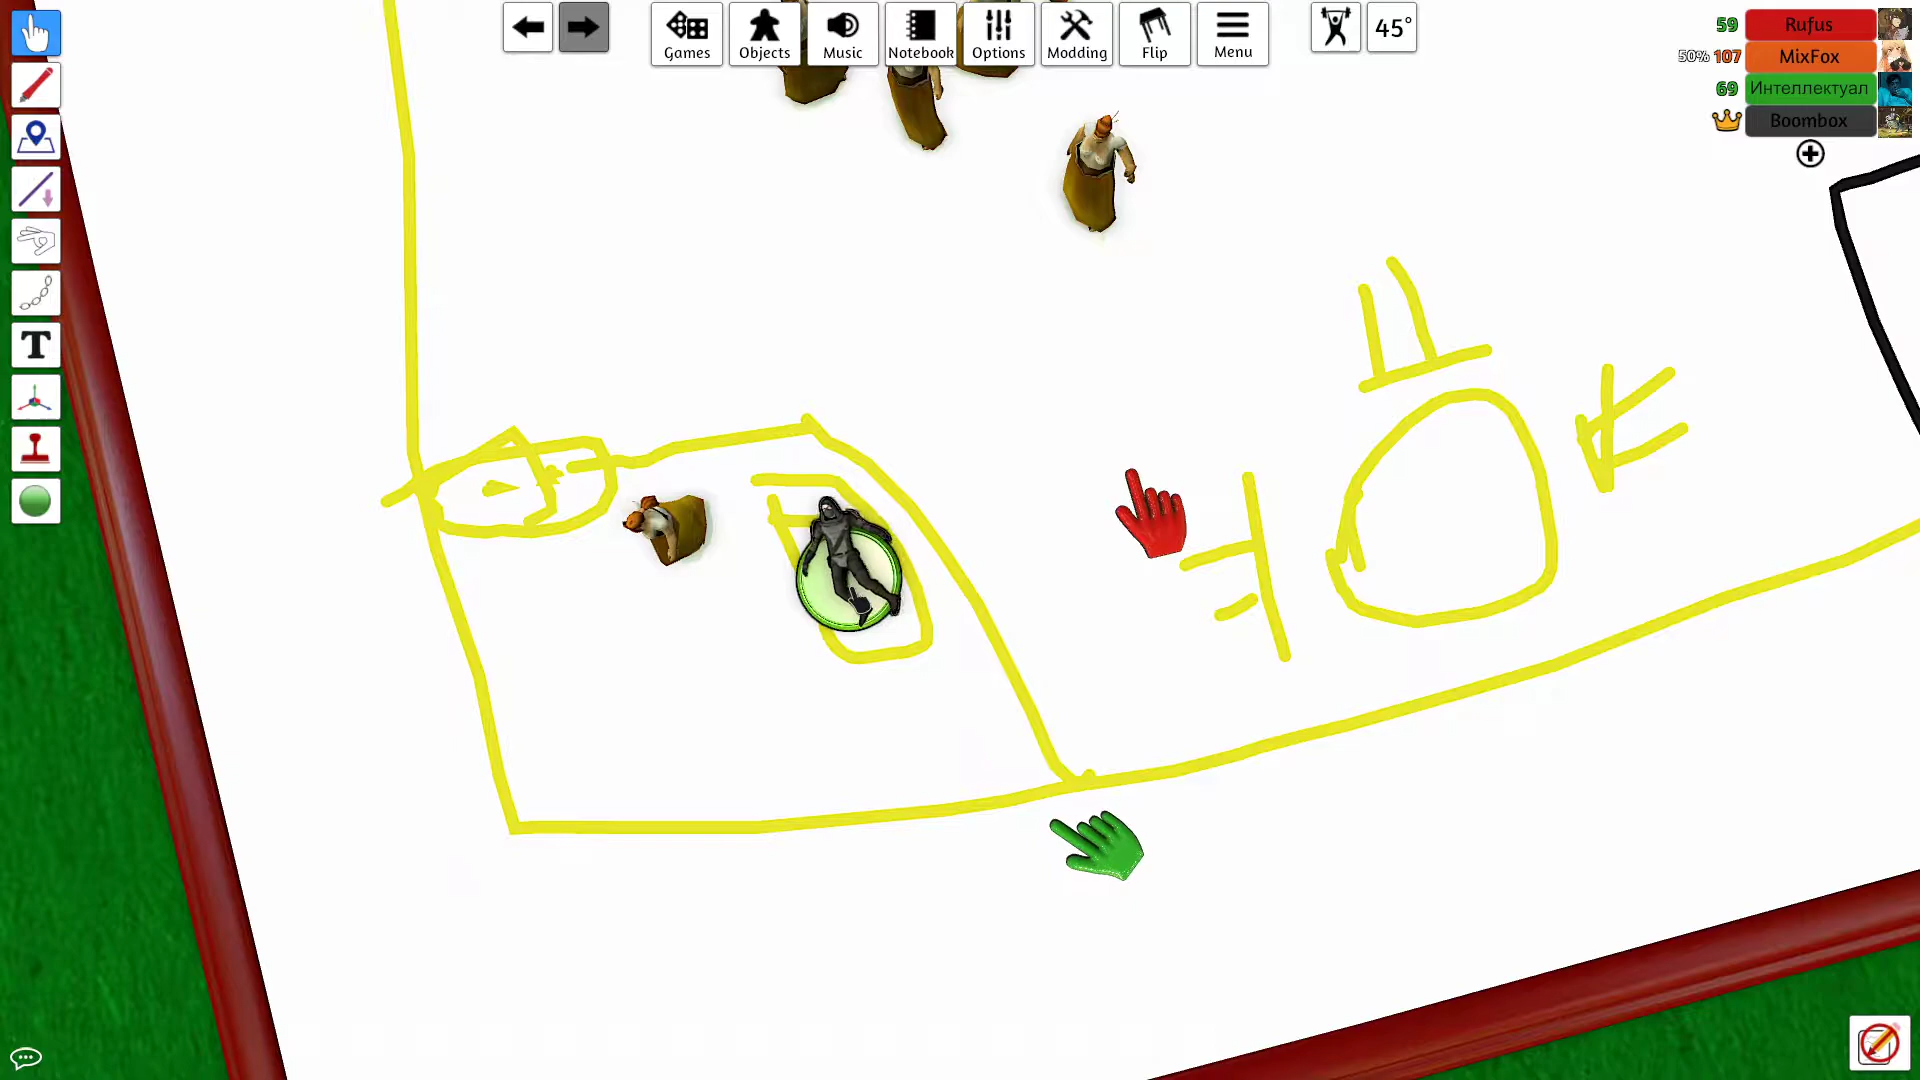 Games Objects Music Notebook Options Modding Flip Menu 45°
59 Rufus
50% 107 MixFox
69 Интеллектуал
Boombox
T